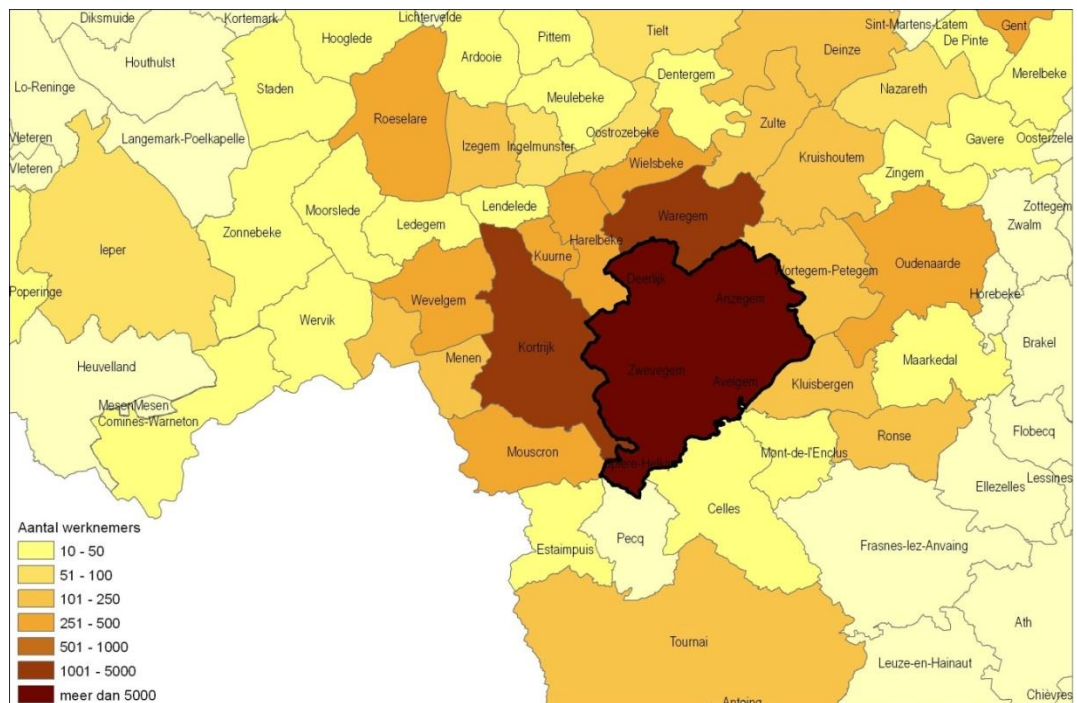 Diksmuide
Kortemark
Lichtervelde
Sint-Martens-Latem
Gent
Hooglede
Pittem
Tielt
De Pinte
Ardooie
Deinze
Houthulst
Merelbeke
Lo-Reninge
Staden
Dentergem
Nazareth
Meulebeke
Roeselare
Vleteren
Langemark-Poelkapelle
Izegem
Ingelmunster
Oostrozebeke
Zulte
Gavere
Oosterzele
Vleteren
Wielsbeke
Kruishoutem
Zingem
Moorslede
Ledegem
Lendelede
Waregem
Zottegem
Zwalm
Zonnebeke
Ieper
Kuurne
Harelbeke
Wortegem-Petegem
Oudenaarde
Deerlijk
Poperinge
Wevelgem
Anzegem
Horebeke
Wervik
Kortrijk
Brakel
Menen
Maarkedal
Heuvelland
Zwevegem
Avelgem
Kluisbergen
MesenMesen
Comines-Warneton
Flobecq
Ronse
Mouscron
Mont-de-l'Enclus
Lessines
Ellezelles
Celles
Pecq
Estaimpuis
Frasnes-lez-Anvaing
Ath
Tournai
Leuze-en-Hainaut
Antoing
Chièvres
Aantal werknemers
10 - 50
51 - 100
101 - 250
251 - 500
501 - 1000
1001 - 5000
meer dan 5000